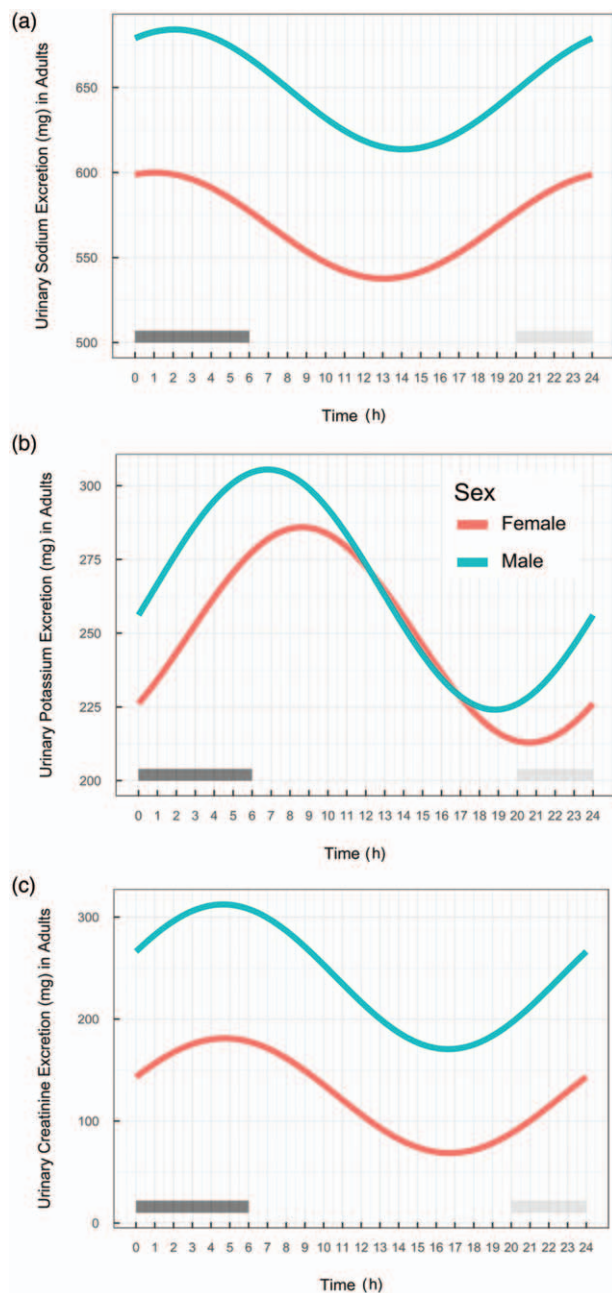 (a)
Urinary Sodium Excretion (mg) in Adults
650
600
550
500
0 1 2 3 4 5 6 7 8 9 10 11 12 13 14 15 16 17 18 19 20 21 22 23 24
Time (h)
(b)
Urinary Potassium Excretion (mg) in Adults
300
275
250
225
200
Sex
Female
Male
0 1 2 3 4 5 6 7 8 9 10 11 12 13 14 15 16 17 18 19 20 21 22 23 24
Time (h)
(c)
Urinary Creatinine Excretion (mg) in Adults
300
200
100
0
0 1 2 3 4 5 6 7 8 9 10 11 12 13 14 15 16 17 18 19 20 21 22 23 24
Time (h)